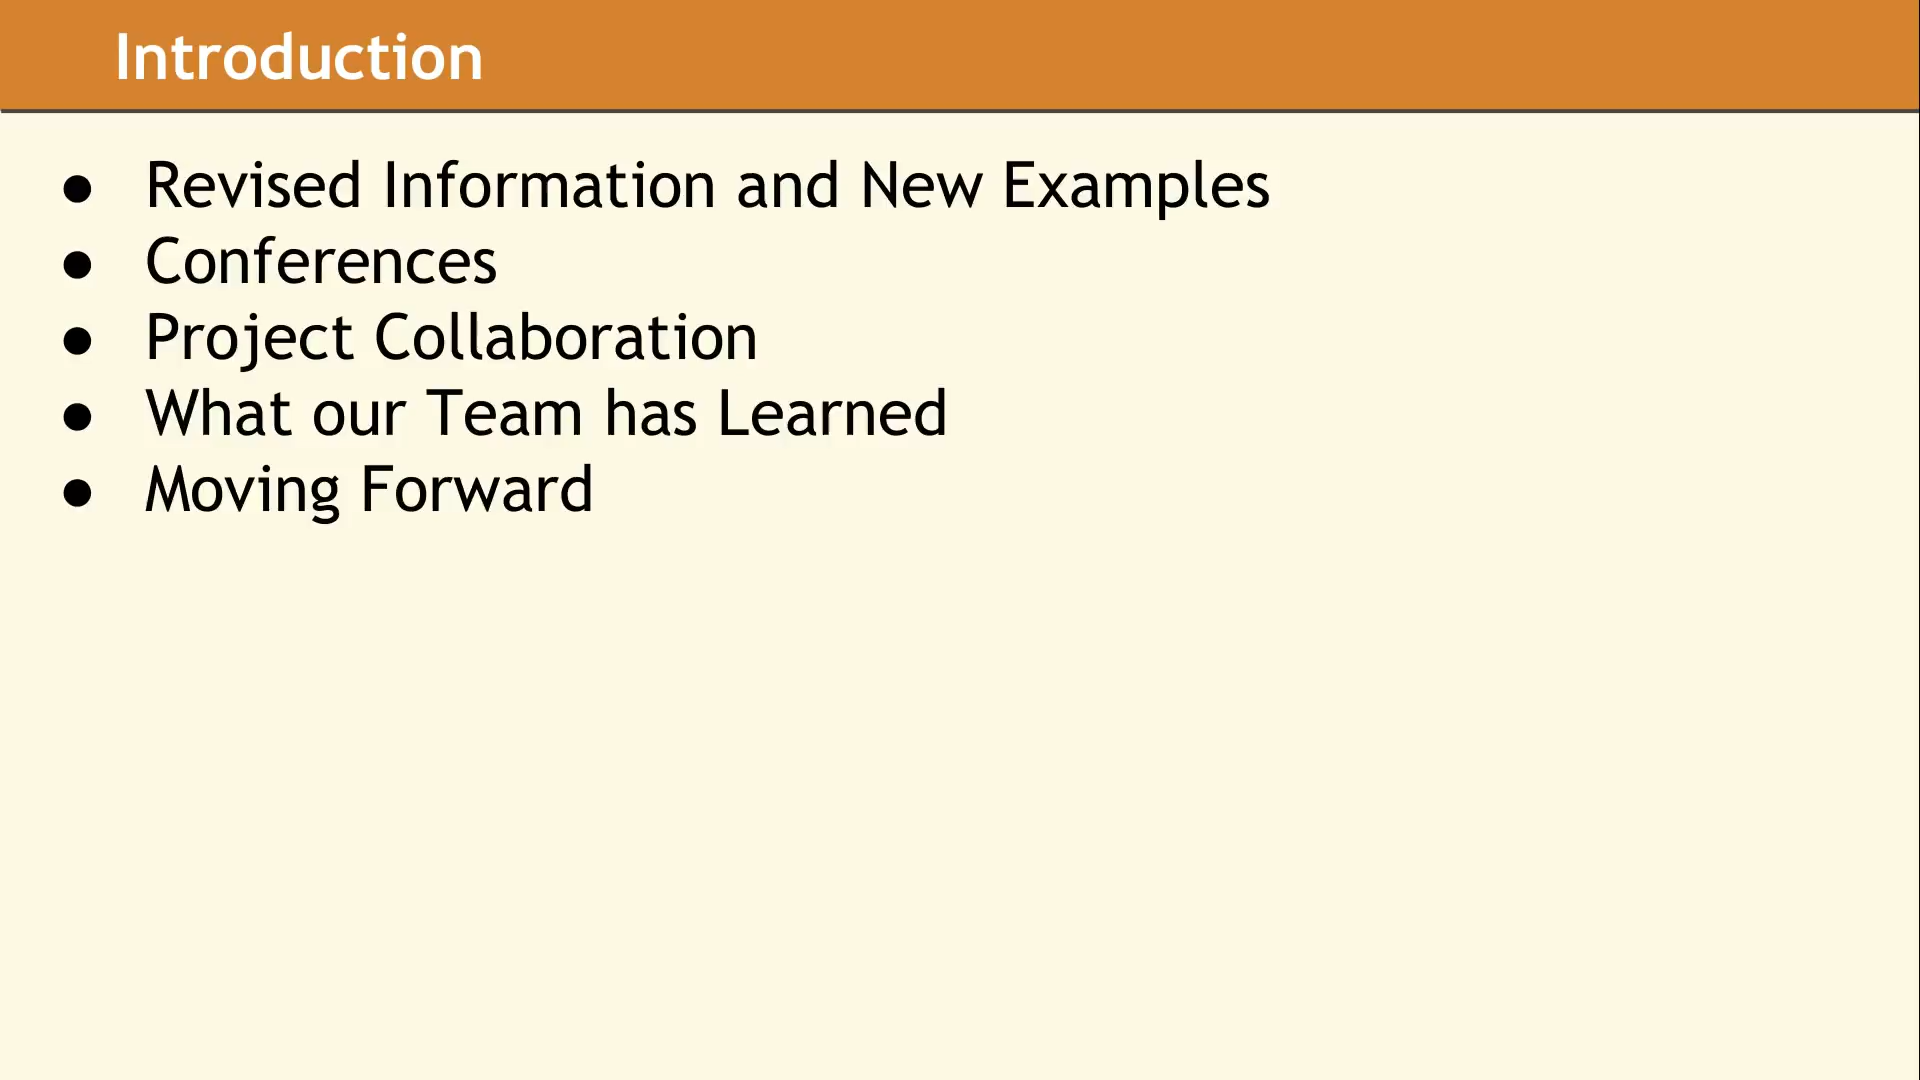 Introduction
● Revised Information and New Examples
● Conferences
● Project Collaboration
● What our Team has Learned
● Moving Forward